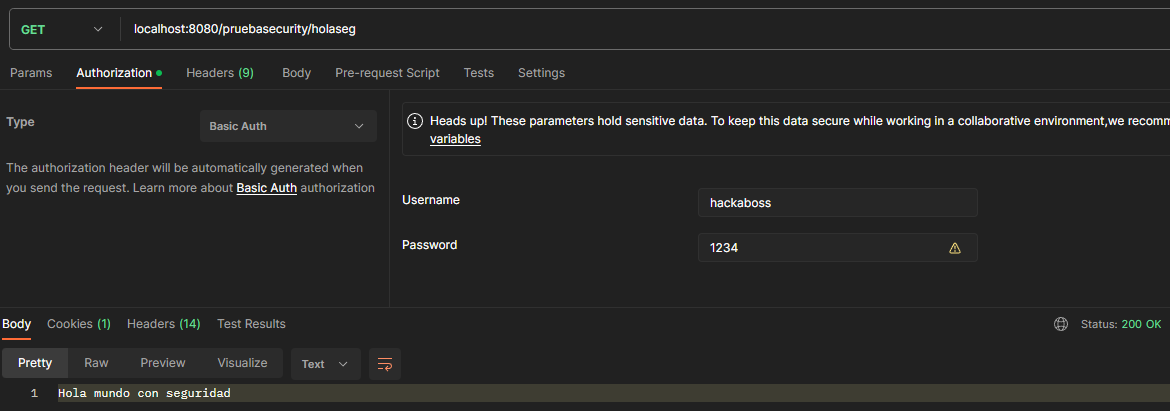 GET localhost:8080/pruebasecurity/holaseg
Params Authorization Headers (9) Body Pre-request Script Tests Settings
Type Basic Auth
The authorization header will be automatically generated when
you send the request. Learn more about Basic Auth authorization
Heads up! These parameters hold sensitive data. To keep this data secure while working in a collaborative environment,we recomm
variables
Username hackaboss
Password 1234
Body Cookies (1) Headers (14) Test Results Status: 200 OK
Pretty Raw Preview Visualize Text
1 Hola mundo con seguridad